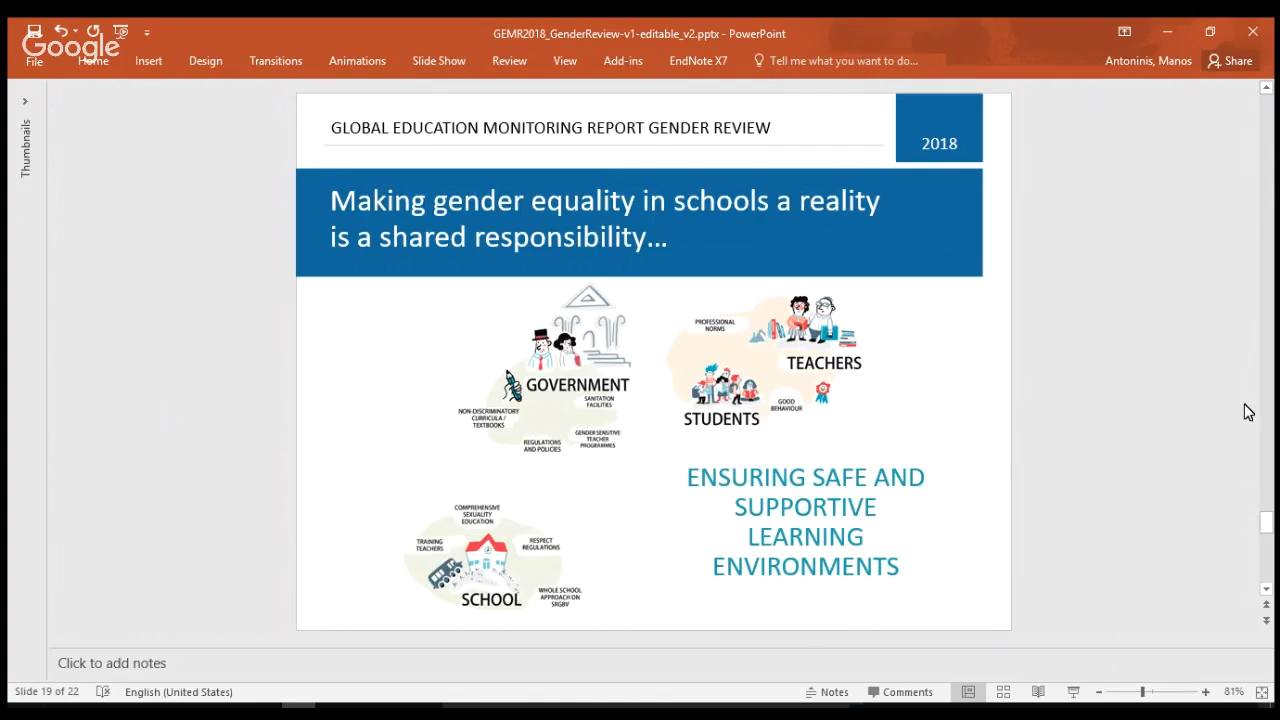 GEMR2018_GenderReview-v1-editable_v2.pptx - PowerPoint
Google
File Home Insert Design Transitions Animations Slide Show Review View Add-ins EndNote X7 Tell me what you want to do... Antoninis, Manos Share
Thumbnails
GLOBAL EDUCATION MONITORING REPORT GENDER REVIEW
2018
Making gender equality in schools a reality
is a shared responsibility...
GOVERNMENT
SANITATION
FACILITIES
NON-DISCRIMINATORY
CURRICULA /
TEXTBOOKS
GENDER SENSITIVE
TEACHER
PROGRAMMES
REGULATIONS
AND POLICIES
PROFESSIONAL
NORMS
TEACHERS
GOOD
BEHAVIOUR
STUDENTS
COMPREHENSIVE
SEXUALITY
EDUCATION
TRAINING
TEACHERS
RESPECT
REGULATIONS
WHOLE SCHOOL
APPROACH ON
SRGBV
SCHOOL
ENSURING SAFE AND
SUPPORTIVE
LEARNING
ENVIRONMENTS
Click to add notes
Slide 19 of 22 English (United States) Notes Comments 81%